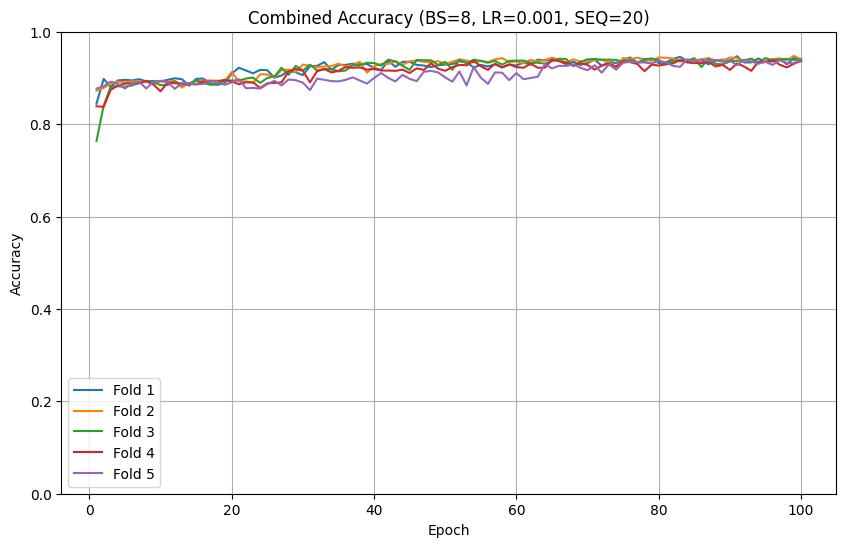 Combined Accuracy (BS=8, LR=0.001, SEQ=20)
1.0
0.8
0.6
0.4
0.2
0.0
Accuracy
Fold 1
Fold 2
Fold 3
Fold 4
Fold 5
0 20 40 60 80 100
Epoch